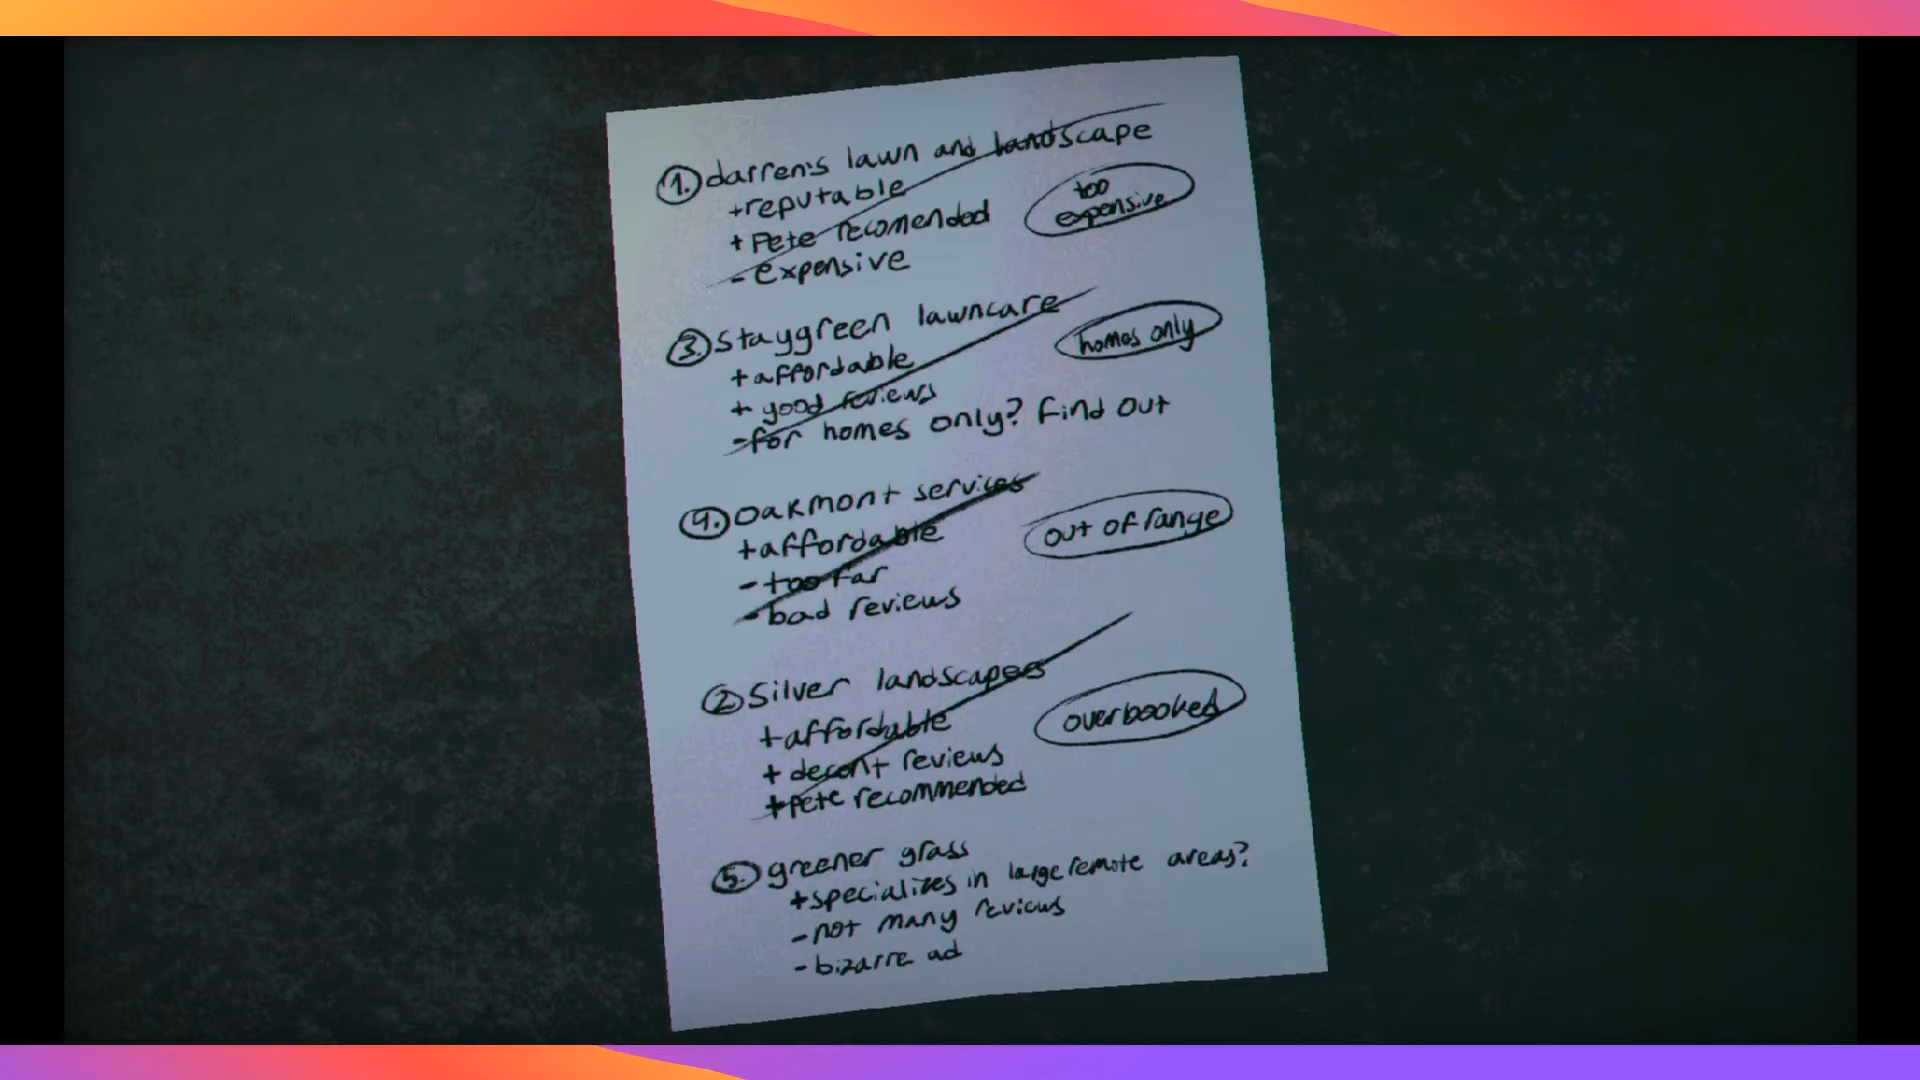 1. darren's lawn and landscape
+reputable
+ Pete recomended
- expensive
too
expensive
3. Staygreen lawncare
+affordable
+ good reviews
-for homes only? Find Out
homes only
4. Oakmont services
+affordable
- too far
- bad reviews
out of range
2. Silver landscapers
+affordable
+ decent reviews
+Pete recommended
overbooked
5. greener grass
+specializes in large remote areas?
- not many reviews
- bizarre ad